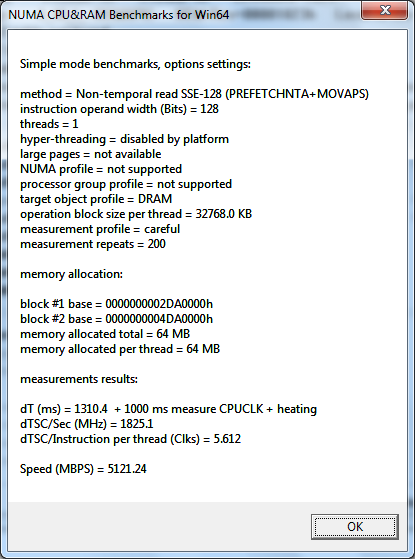 NUMA CPU&RAM Benchmarks for Win64
Simple mode benchmarks, options settings:
method = Non-temporal read SSE-128 (PREFETCHNTA+MOVAPS)
instruction operand width (Bits) = 128
threads = 1
hyper-threading = disabled by platform
large pages = not available
NUMA profile = not supported
processor group profile = not supported
target object profile = DRAM
operation block size per thread = 32768.0 KB
measurement profile = careful
measurement repeats = 200
memory allocation:
block #1 base = 0000000002DA0000h
block #2 base = 0000000004DA0000h
memory allocated total = 64 MB
memory allocated per thread = 64 MB
measurements results:
dT (ms) = 1310.4  + 1000 ms measure CPUCLK + heating
dTSC/Sec (MHz) = 1825.1
dTSC/Instruction per thread (Clks) = 5.612
Speed (MBPS) = 5121.24
OK